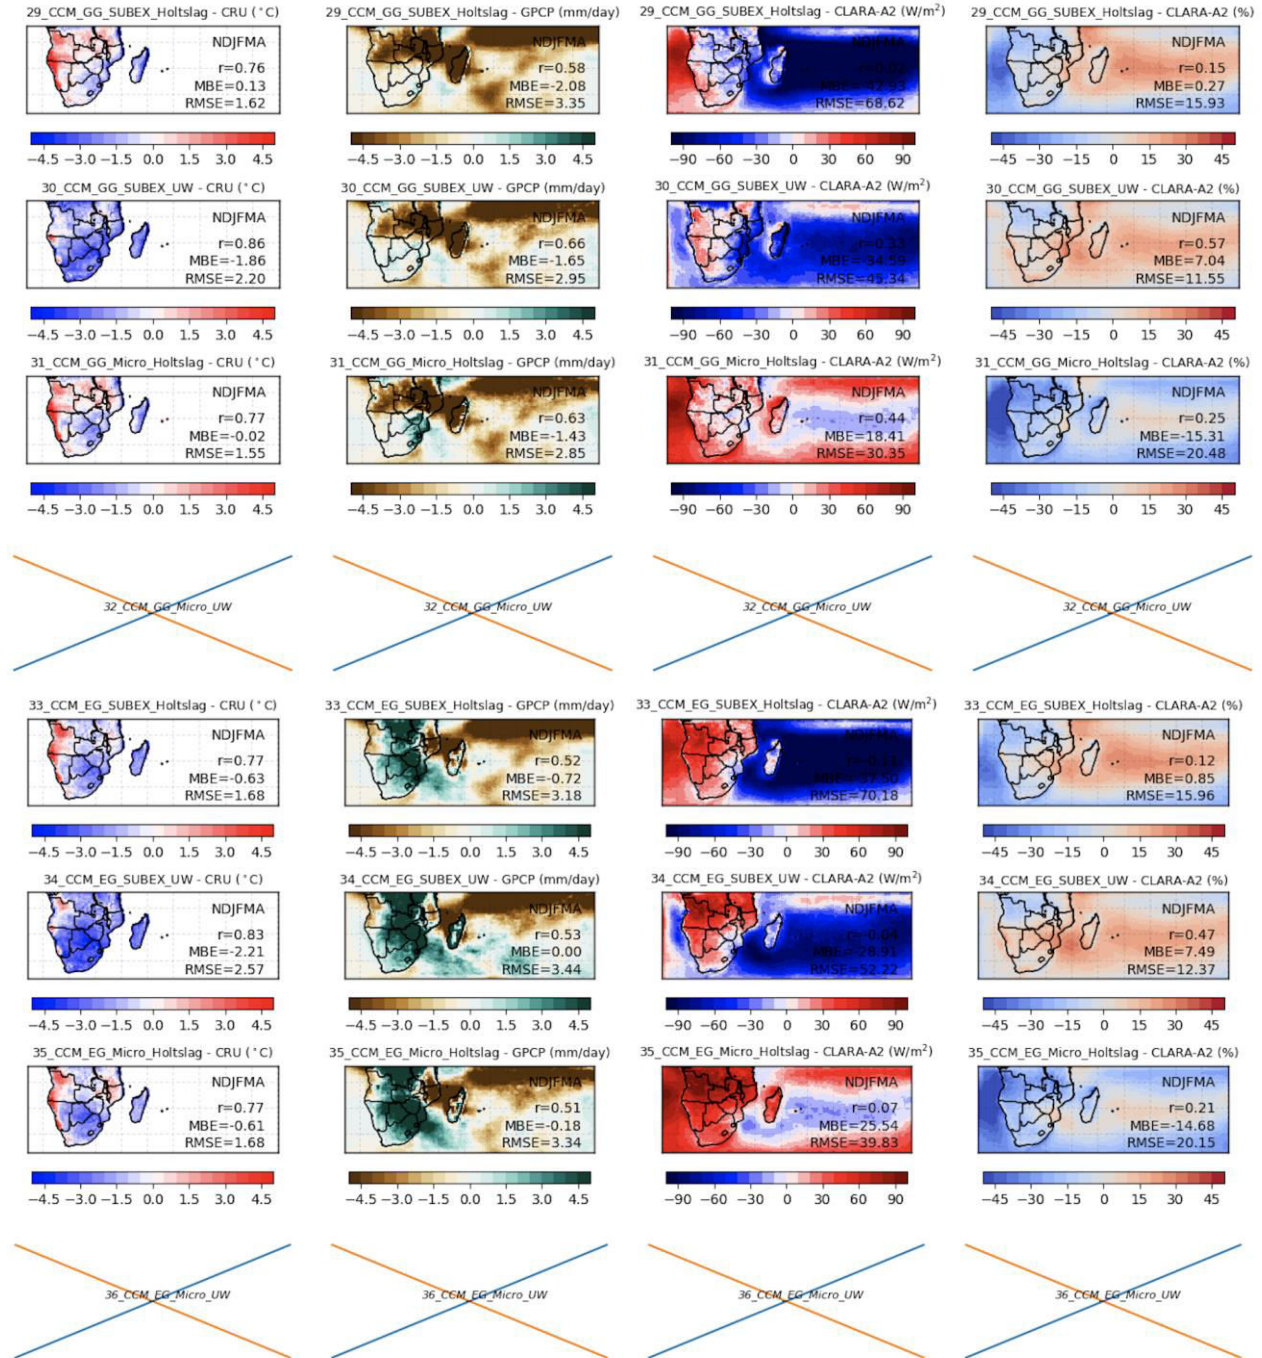 29_CCM_GG_SUBEX_Holtslag - CRU (°C)
NDJFMA
r=0.76
MBE=0.13
RMSE=1.62
−4.5 −3.0 −1.5 0.0 1.5 3.0 4.5
29_CCM_GG_SUBEX_Holtslag - GPCP (mm/day)
NDJFMA
r=0.58
MBE=-2.08
RMSE=3.35
−4.5 −3.0 −1.5 0.0 1.5 3.0 4.5
29_CCM_GG_SUBEX_Holtslag - CLARA-A2 (W/m²)
NDJFMA
MBE=-42.93
RMSE=68.62
−90 −60 −30 0 30 60 90
29_CCM_GG_SUBEX_Holtslag - CLARA-A2 (%)
NDJFMA
r=0.15
MBE=0.27
RMSE=15.93
−45 −30 −15 0 15 30 45
30_CCM_GG_SUBEX_UW - CRU (°C)
NDJFMA
r=0.86
MBE=-1.86
RMSE=2.20
−4.5 −3.0 −1.5 0.0 1.5 3.0 4.5
30_CCM_GG_SUBEX_UW - GPCP (mm/day)
NDJFMA
r=0.66
MBE=-1.65
RMSE=2.95
−4.5 −3.0 −1.5 0.0 1.5 3.0 4.5
30_CCM_GG_SUBEX_UW - CLARA-A2 (W/m²)
NDJFMA
r=0.33
MBE=-34.59
RMSE=45.34
−90 −60 −30 0 30 60 90
30_CCM_GG_SUBEX_UW - CLARA-A2 (%)
NDJFMA
r=0.57
MBE=7.04
RMSE=11.55
−45 −30 −15 0 15 30 45
31_CCM_GG_Micro_Holtslag - CRU (°C)
NDJFMA
r=0.77
MBE=-0.02
RMSE=1.55
−4.5 −3.0 −1.5 0.0 1.5 3.0 4.5
31_CCM_GG_Micro_Holtslag - GPCP (mm/day)
NDJFMA
r=0.63
MBE=-1.43
RMSE=2.85
−4.5 −3.0 −1.5 0.0 1.5 3.0 4.5
31_CCM_GG_Micro_Holtslag - CLARA-A2 (W/m²)
NDJFMA
r=0.44
MBE=18.41
RMSE=30.35
−90 −60 −30 0 30 60 90
31_CCM_GG_Micro_Holtslag - CLARA-A2 (%)
NDJFMA
r=0.25
MBE=-15.31
RMSE=20.48
−45 −30 −15 0 15 30 45
32_CCM_GG_Micro_UW
32_CCM_GG_Micro_UW
32_CCM_GG_Micro_UW
32_CCM_GG_Micro_UW
33_CCM_EG_SUBEX_Holtslag - CRU (°C)
NDJFMA
r=0.77
MBE=-0.63
RMSE=1.68
−4.5 −3.0 −1.5 0.0 1.5 3.0 4.5
33_CCM_EG_SUBEX_Holtslag - GPCP (mm/day)
NDJFMA
r=0.52
MBE=-0.72
RMSE=3.18
−4.5 −3.0 −1.5 0.0 1.5 3.0 4.5
33_CCM_EG_SUBEX_Holtslag - CLARA-A2 (W/m²)
NDJFMA
RMSE=70.18
−90 −60 −30 0 30 60 90
33_CCM_EG_SUBEX_Holtslag - CLARA-A2 (%)
NDJFMA
r=0.12
MBE=0.85
RMSE=15.96
−45 −30 −15 0 15 30 45
34_CCM_EG_SUBEX_UW - CRU (°C)
NDJFMA
r=0.83
MBE=-2.21
RMSE=2.57
−4.5 −3.0 −1.5 0.0 1.5 3.0 4.5
34_CCM_EG_SUBEX_UW - GPCP (mm/day)
NDJFMA
r=0.53
MBE=0.00
RMSE=3.44
−4.5 −3.0 −1.5 0.0 1.5 3.0 4.5
34_CCM_EG_SUBEX_UW - CLARA-A2 (W/m²)
NDJFMA
r=-0.04
MBE=-28.91
RMSE=52.22
−90 −60 −30 0 30 60 90
34_CCM_EG_SUBEX_UW - CLARA-A2 (%)
NDJFMA
r=0.47
MBE=7.49
RMSE=12.37
−45 −30 −15 0 15 30 45
35_CCM_EG_Micro_Holtslag - CRU (°C)
NDJFMA
r=0.77
MBE=-0.61
RMSE=1.68
−4.5 −3.0 −1.5 0.0 1.5 3.0 4.5
35_CCM_EG_Micro_Holtslag - GPCP (mm/day)
NDJFMA
r=0.51
MBE=-0.18
RMSE=3.34
−4.5 −3.0 −1.5 0.0 1.5 3.0 4.5
35_CCM_EG_Micro_Holtslag - CLARA-A2 (W/m²)
NDJFMA
r=0.07
MBE=25.54
RMSE=39.83
−90 −60 −30 0 30 60 90
35_CCM_EG_Micro_Holtslag - CLARA-A2 (%)
NDJFMA
r=0.21
MBE=-14.68
RMSE=20.15
−45 −30 −15 0 15 30 45
36_CCM_EG_Micro_UW
36_CCM_EG_Micro_UW
36_CCM_EG_Micro_UW
36_CCM_EG_Micro_UW